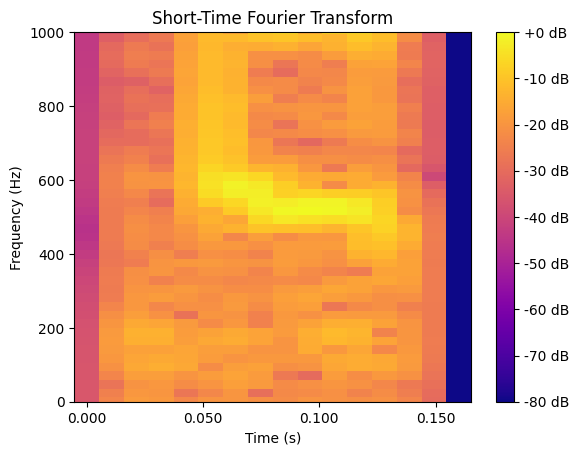 Short-Time Fourier Transform
1000
800
600
400
200
0
Frequency (Hz)
0.000
0.050
0.100
0.150
Time (s)
+0 dB
-10 dB
-20 dB
-30 dB
-40 dB
-50 dB
-60 dB
-70 dB
-80 dB